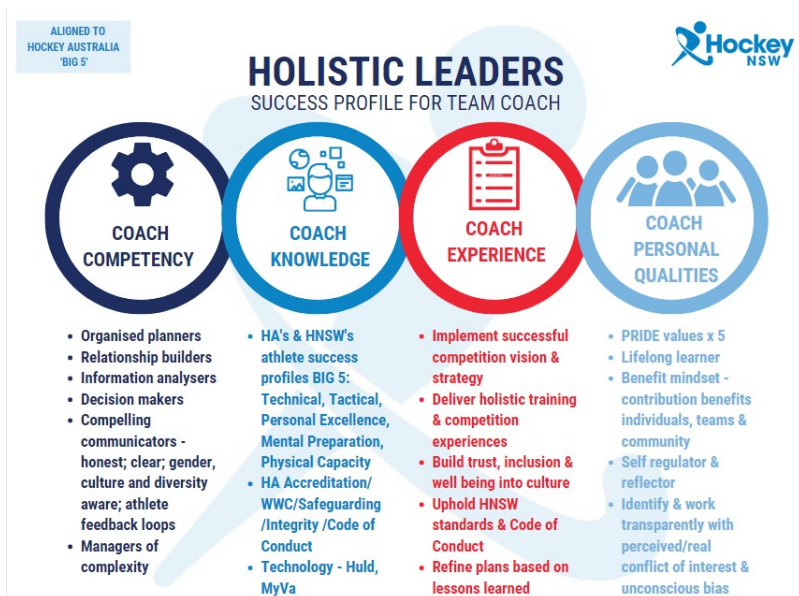 ALIGNED TO
HOCKEY AUSTRALIA
'BIG 5'
Hockey
NSW
HOLISTIC LEADERS
SUCCESS PROFILE FOR TEAM COACH
COACH
COMPETENCY
COACH
KNOWLEDGE
COACH
EXPERIENCE
COACH
PERSONAL
QUALITIES
• Organised planners
• Relationship builders
• Information analysers
• Decision makers
• Compelling
communicators -
honest; clear; gender,
culture and diversity
aware; athlete
feedback loops
• Managers of
complexity
• HA's & HNSW's
athlete success
profiles BIG 5:
Technical, Tactical,
Personal Excellence,
Mental Preparation,
Physical Capacity
• HA Accreditation/
WWC/Safeguarding
/Integrity /Code of
Conduct
• Technology - Huld,
MyVa
• Implement successful
competition vision &
strategy
• Deliver holistic training
& competition
experiences
• Build trust, inclusion &
well being into culture
• Uphold HNSW
standards & Code of
Conduct
• Refine plans based on
lessons learned
• PRIDE values x 5
• Lifelong learner
• Benefit mindset -
contribution benefits
individuals, teams &
community
• Self regulator &
reflector
• Identify & work
transparently with
perceived/real
conflict of interest &
unconscious bias